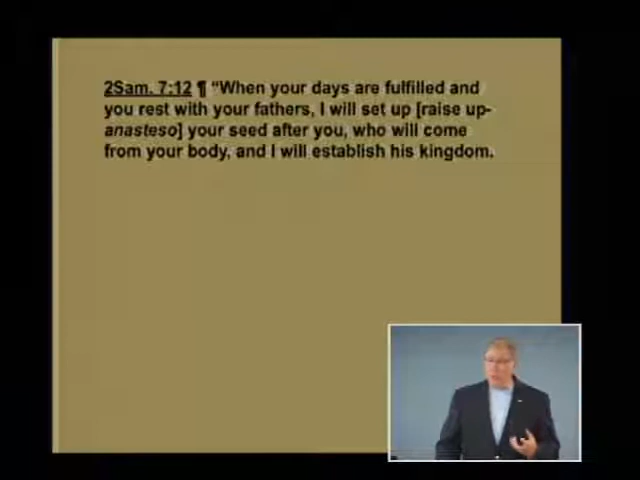 2Sam. 7:12 ¶ “When your days are fulfilled and
you rest with your fathers, I will set up [raise up-
anasteso] your seed after you, who will come
from your body, and I will establish his kingdom.